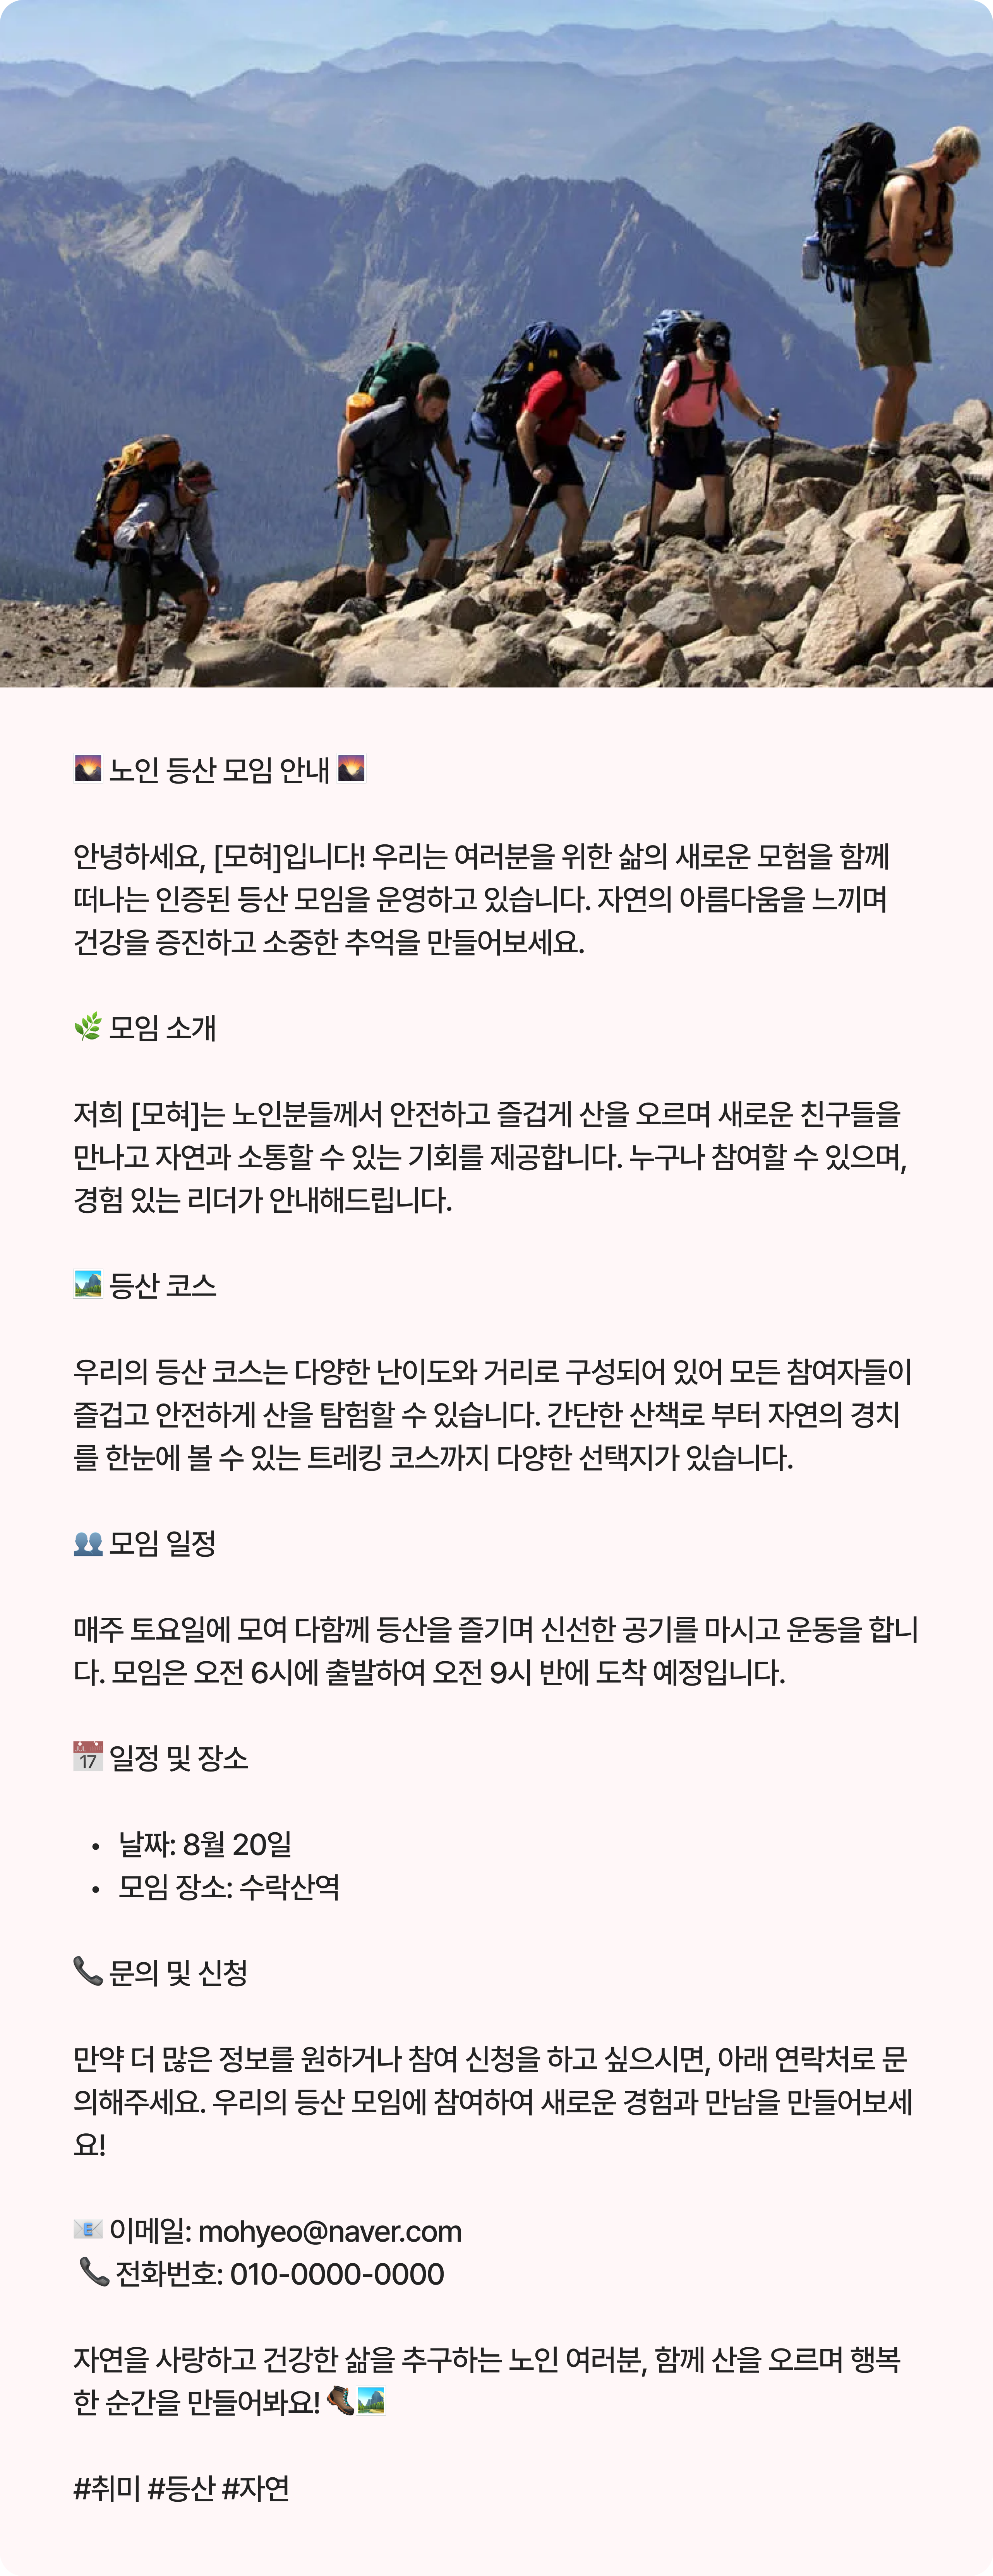 🌄 노인 등산 모임 안내 🌄
안녕하세요, [모혀]입니다! 우리는 여러분을 위한 삶의 새로운 모험을 함께
떠나는 인증된 등산 모임을 운영하고 있습니다. 자연의 아름다움을 느끼며
건강을 증진하고 소중한 추억을 만들어보세요.
🌿 모임 소개
저희 [모혀]는 노인분들께서 안전하고 즐겁게 산을 오르며 새로운 친구들을
만나고 자연과 소통할 수 있는 기회를 제공합니다. 누구나 참여할 수 있으며,
경험 있는 리더가 안내해드립니다.
🏞️ 등산 코스
우리의 등산 코스는 다양한 난이도와 거리로 구성되어 있어 모든 참여자들이
즐겁고 안전하게 산을 탐험할 수 있습니다. 간단한 산책로 부터 자연의 경치
를 한눈에 볼 수 있는 트레킹 코스까지 다양한 선택지가 있습니다.
👥 모임 일정
매주 토요일에 모여 다함께 등산을 즐기며 신선한 공기를 마시고 운동을 합니
다. 모임은 오전 6시에 출발하여 오전 9시 반에 도착 예정입니다.
📅 일정 및 장소
• 날짜: 8월 20일
• 모임 장소: 수락산역
📞 문의 및 신청
만약 더 많은 정보를 원하거나 참여 신청을 하고 싶으시면, 아래 연락처로 문
의해주세요. 우리의 등산 모임에 참여하여 새로운 경험과 만남을 만들어보세
요!
📧 이메일: mohyeo@naver.com
📞 전화번호: 010-0000-0000
자연을 사랑하고 건강한 삶을 추구하는 노인 여러분, 함께 산을 오르며 행복
한 순간을 만들어봐요! 🥾🏞️
#취미 #등산 #자연